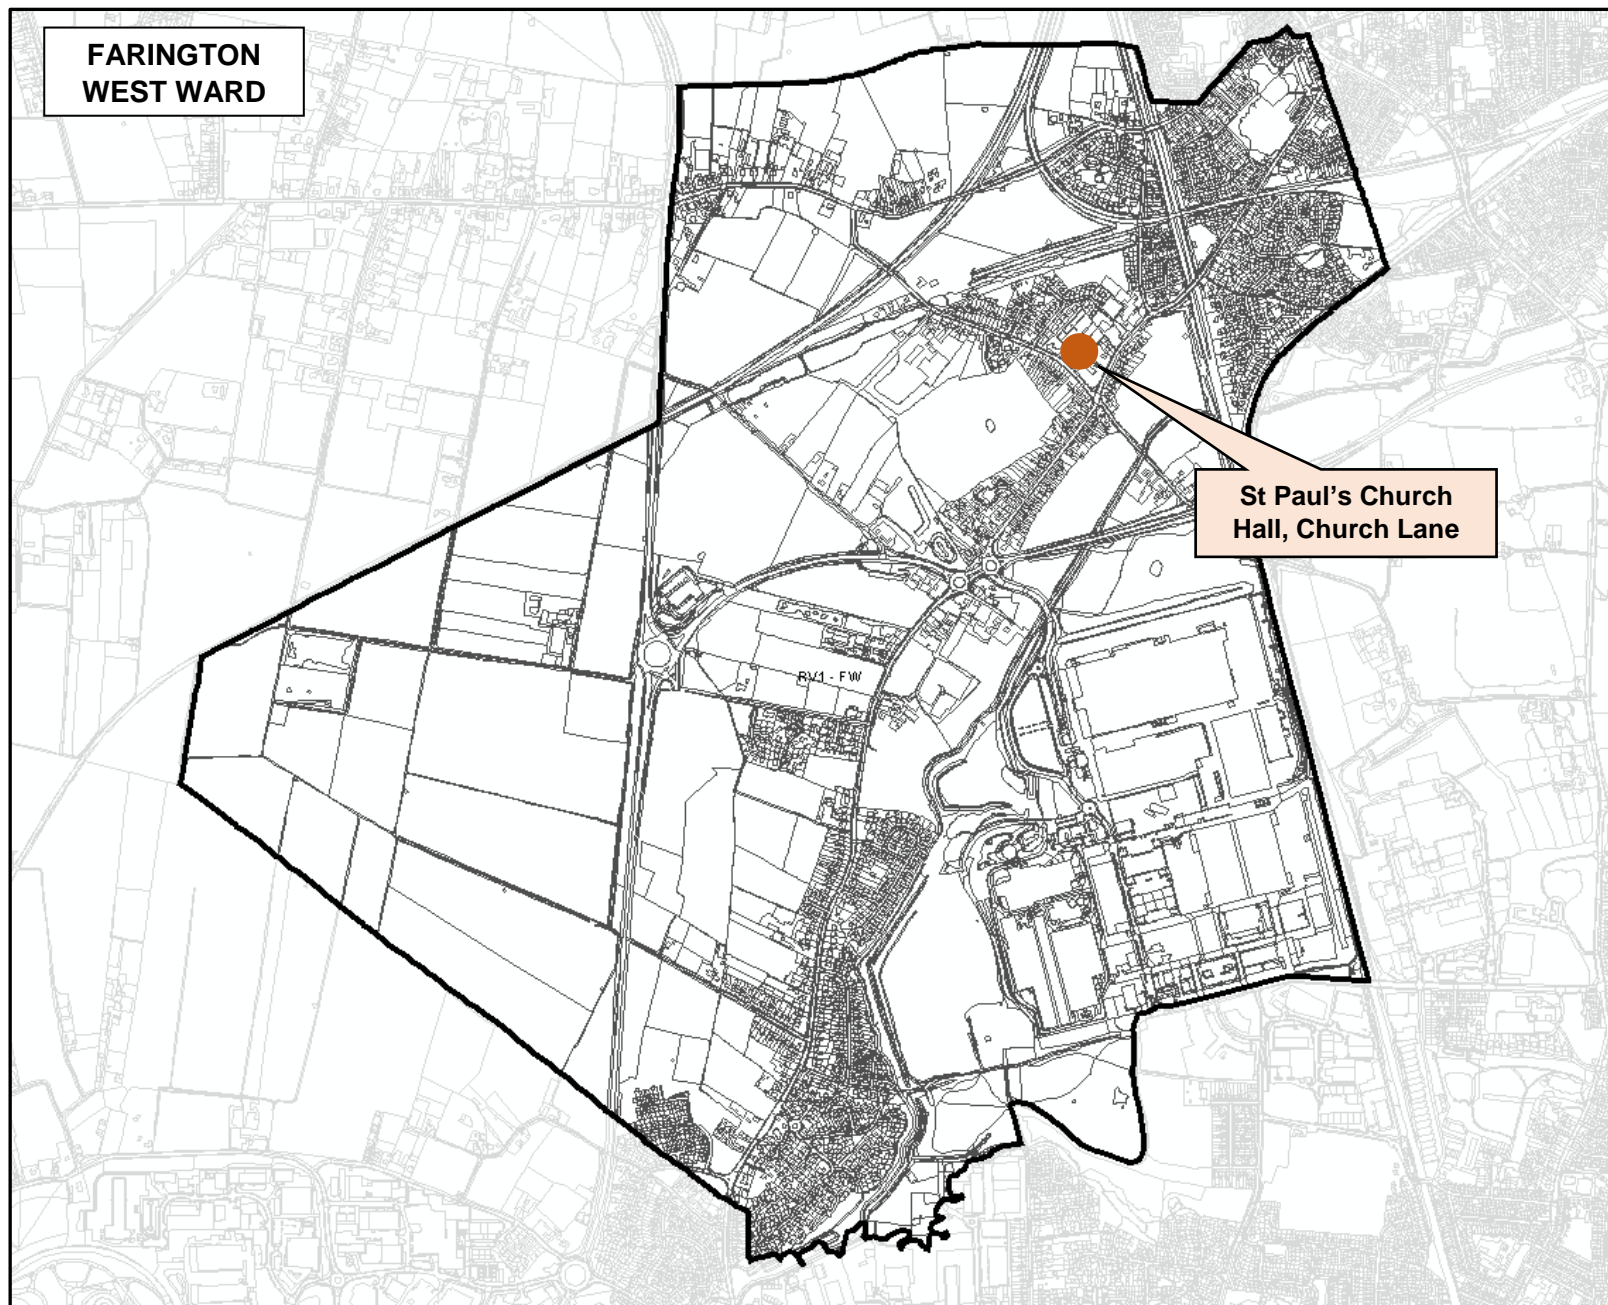 FARINGTON
WEST WARD
St Paul’s Church
Hall, Church Lane
RV1 - FW